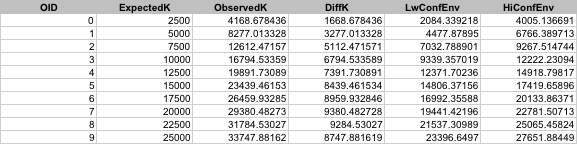 OID ExpectedK ObservedK DiffK LwConfEnv HiConfEnv
0 2500 4168.678436 1668.678436 2084.339218 4005.136691
1 5000 8277.013328 3277.013328 4477.87895 6766.389713
2 7500 12612.47157 5112.471571 7032.788901 9267.514744
3 10000 16794.53359 6794.533589 9339.357019 12222.23094
4 12500 19891.73089 7391.730891 12371.70236 14918.79817
5 15000 23439.46153 8439.461534 14806.37156 17419.65896
6 17500 26459.93285 8959.932846 16992.35588 20133.86371
7 20000 29380.48273 9380.482728 19441.42196 22781.50713
8 22500 31784.53027 9284.53027 21537.30989 25065.45824
9 25000 33747.88162 8747.881619 23396.6497 27651.88449